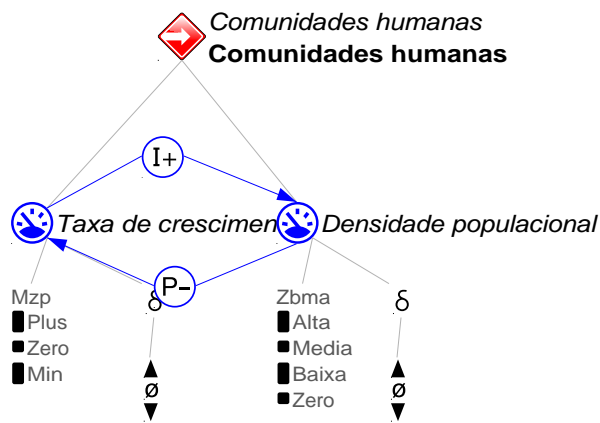 Comunidades humanas
Comunidades humanas
I+
Taxa de crescimen
Densidade populacional
P−
Mzp
δ
Zbma
δ
Plus
Alta
Zero
Media
Min
Baixa
ø
ø
Zero